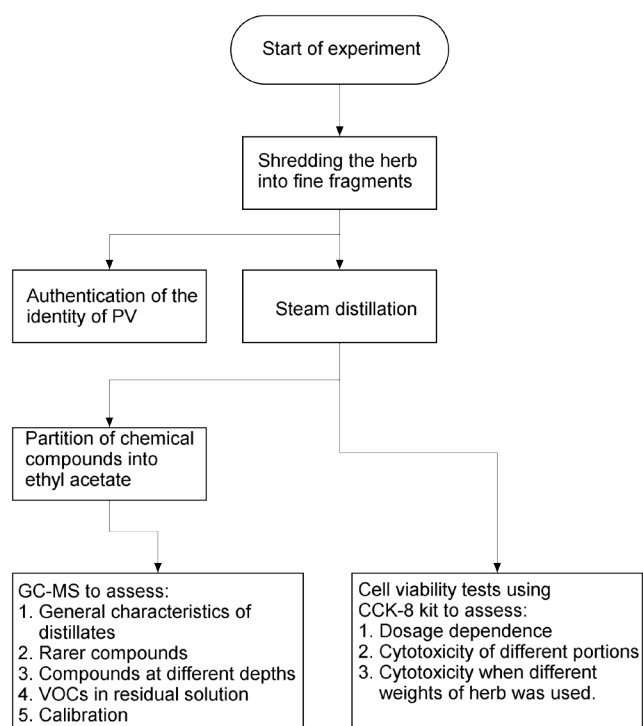 Start of experiment
Shredding the herb
into fine fragments
Authentication of the
identity of PV
Steam distillation
Partition of chemical
compounds into
ethyl acetate
GC-MS to assess:
1. General characteristics of
distillates
2. Rarer compounds
3. Compounds at different depths
4. VOCs in residual solution
5. Calibration
Cell viability tests using
CCK-8 kit to assess:
1. Dosage dependence
2. Cytotoxicity of different portions
3. Cytotoxicity when different
weights of herb was used.